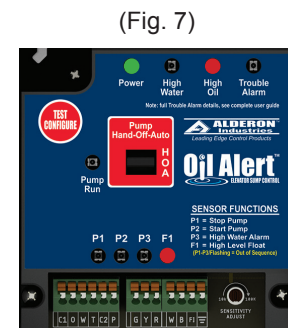 (Fig. 7)
Power
High Water
High Oil
Trouble Alarm
Note: full Trouble Alarm details, see complete user guide
TEST
CONFIGURE
Pump
Hand-Off-Auto
H
O
A
ALDERON
Industries
Leading Edge Control Products
Pump Run
Oil Alert
ELEVATOR SUMP CONTROL
SENSOR FUNCTIONS
P1 = Stop Pump
P2 = Start Pump
P3 = High Water Alarm
F1 = High Level Float
(P1-P3/Flashing = Out of Sequence)
P1 P2 P3 F1
C1 O W T C2 P G Y R W B F1
SENSITIVITY
ADJUST